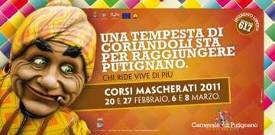 UNA TEMPESTA DI
CORIANDOLI STA
PER RAGGIUNGERE
PUTIGNANO.
CHI RIDE VIVE DI PIÙ
CORSI MASCHERATI 2011
20 E 27 FEBBRAIO, 6 E 8 MARZO.
617
Carnevale di Putignano